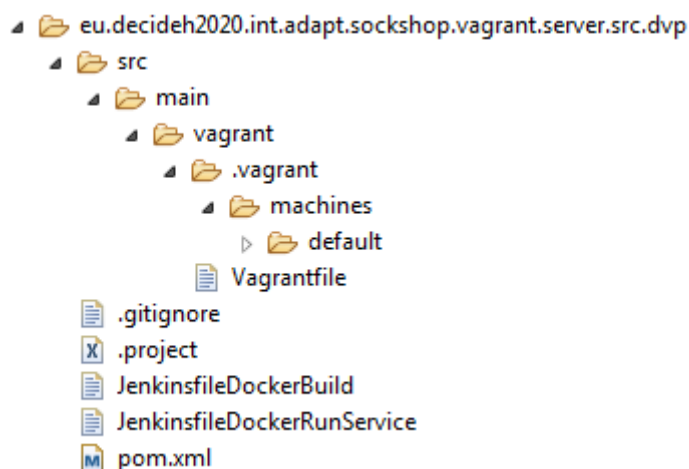 eu.decideh2020.int.adapt.sockshop.vagrant.server.src.dvp
src
main
vagrant
.vagrant
machines
default
Vagrantfile
.gitignore
.project
JenkinsfileDockerBuild
JenkinsfileDockerRunService
pom.xml